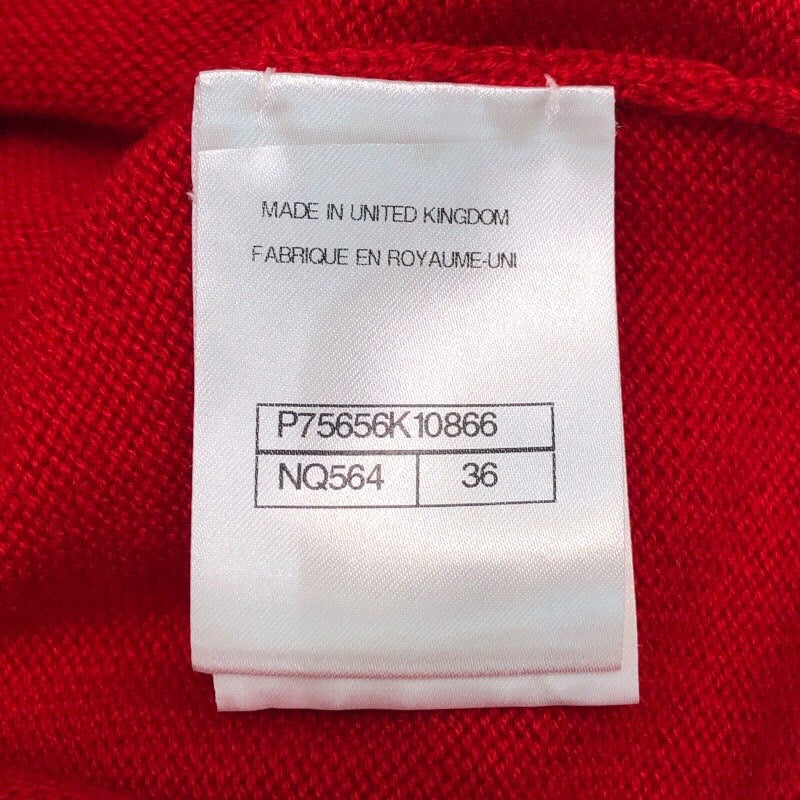 MADE IN UNITED KINGDOM
FABRIQUE EN ROYAUME-UNI
P75656K10866
NQ564 36